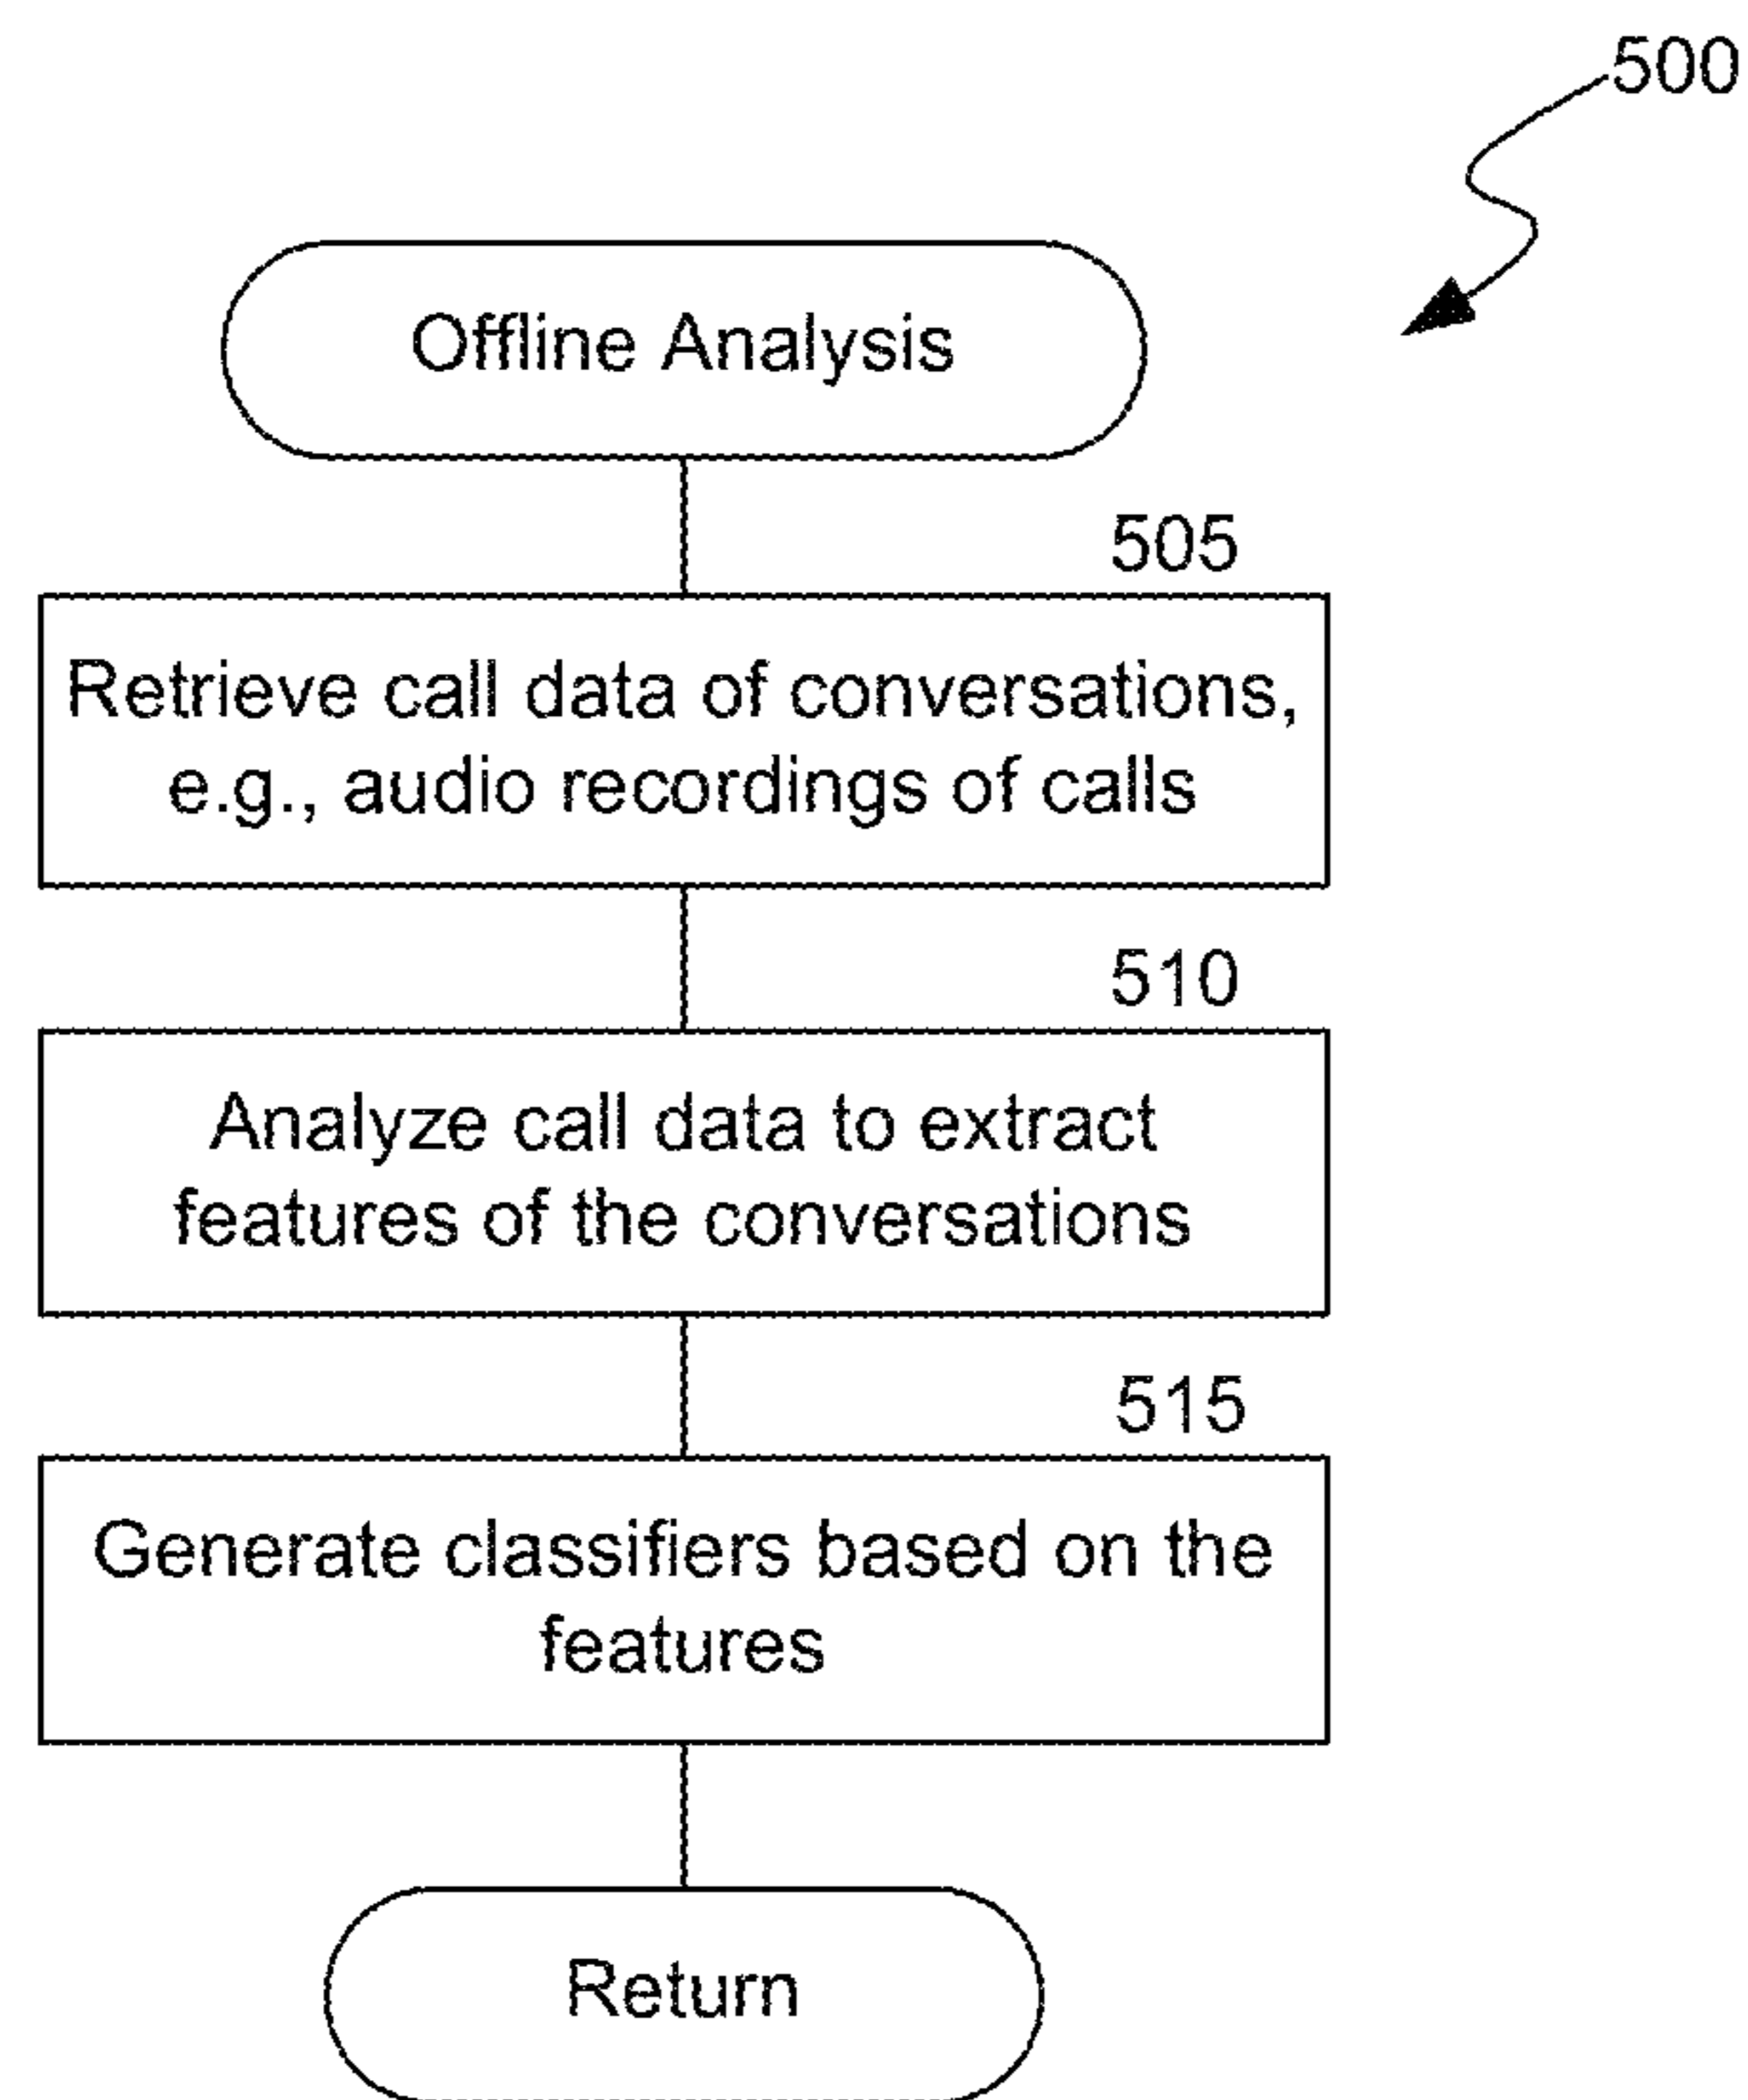 500
Offline Analysis
505
Retrieve call data of conversations,
e.g., audio recordings of calls
510
Analyze call data to extract
features of the conversations
515
Generate classifiers based on the
features
Return